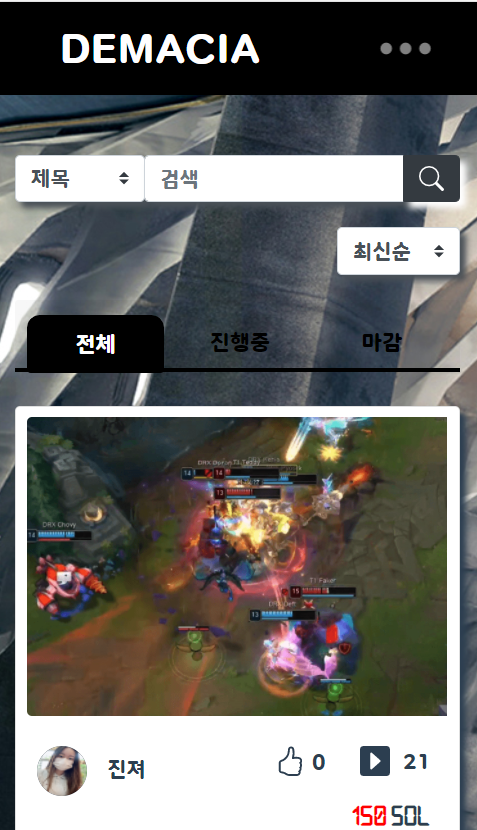 DEMACIA
제목
검색
최신순
전체 진행중 마감
14 14
13
DRX Chovy
14
T1 Faker
15
DRX Deft
13
진져
0
21
150 SOL